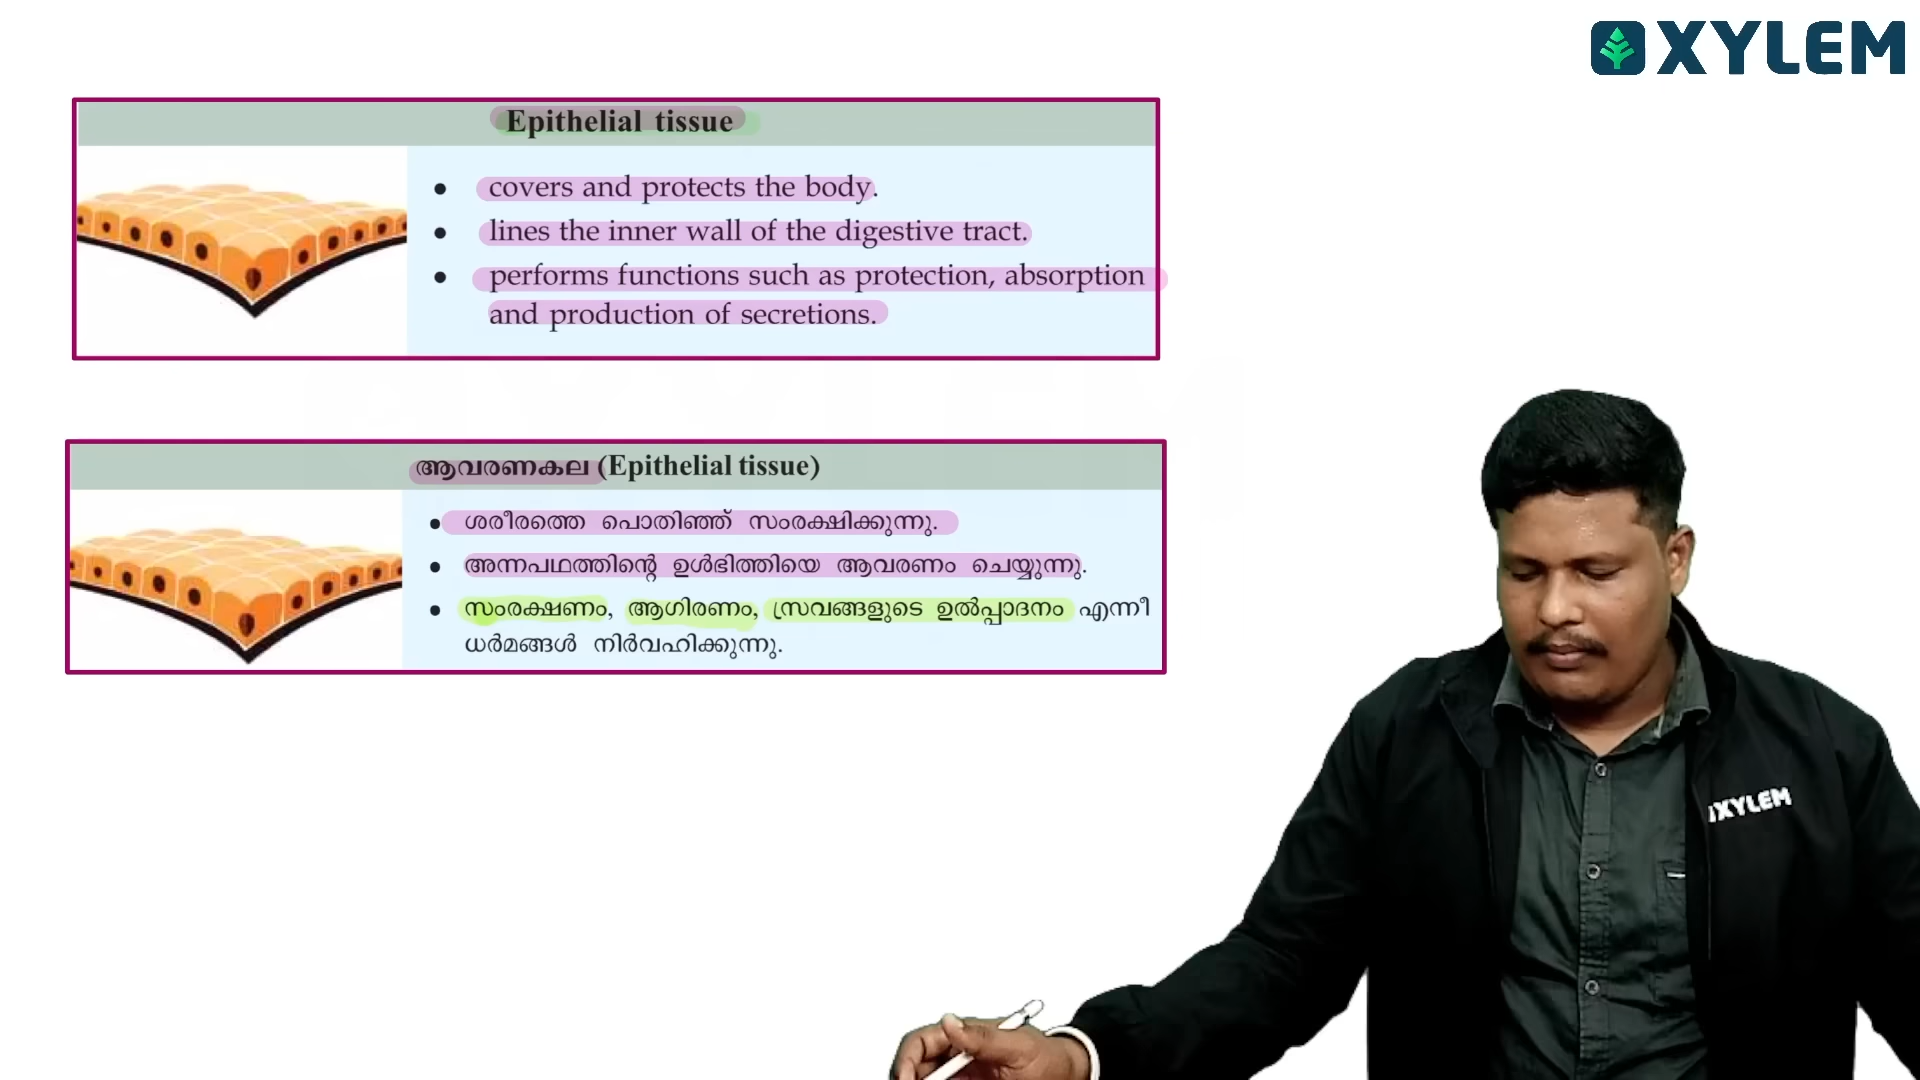 XYLEM
Epithelial tissue
• covers and protects the body.
• lines the inner wall of the digestive tract.
• performs functions such as protection, absorption
and production of secretions.
ആവരണകല (Epithelial tissue)
• ശരീരത്തെ പൊതിഞ്ഞ് സംരക്ഷിക്കുന്നു.
• അന്നപഥത്തിന്റെ ഉൾഭിത്തിയെ ആവരണം ചെയ്യുന്നു.
• സംരക്ഷണം, ആഗിരണം, സ്രവങ്ങളുടെ ഉൽപ്പാദനം എന്നീ
ധർമങ്ങൾ നിർവഹിക്കുന്നു.
XYLEM